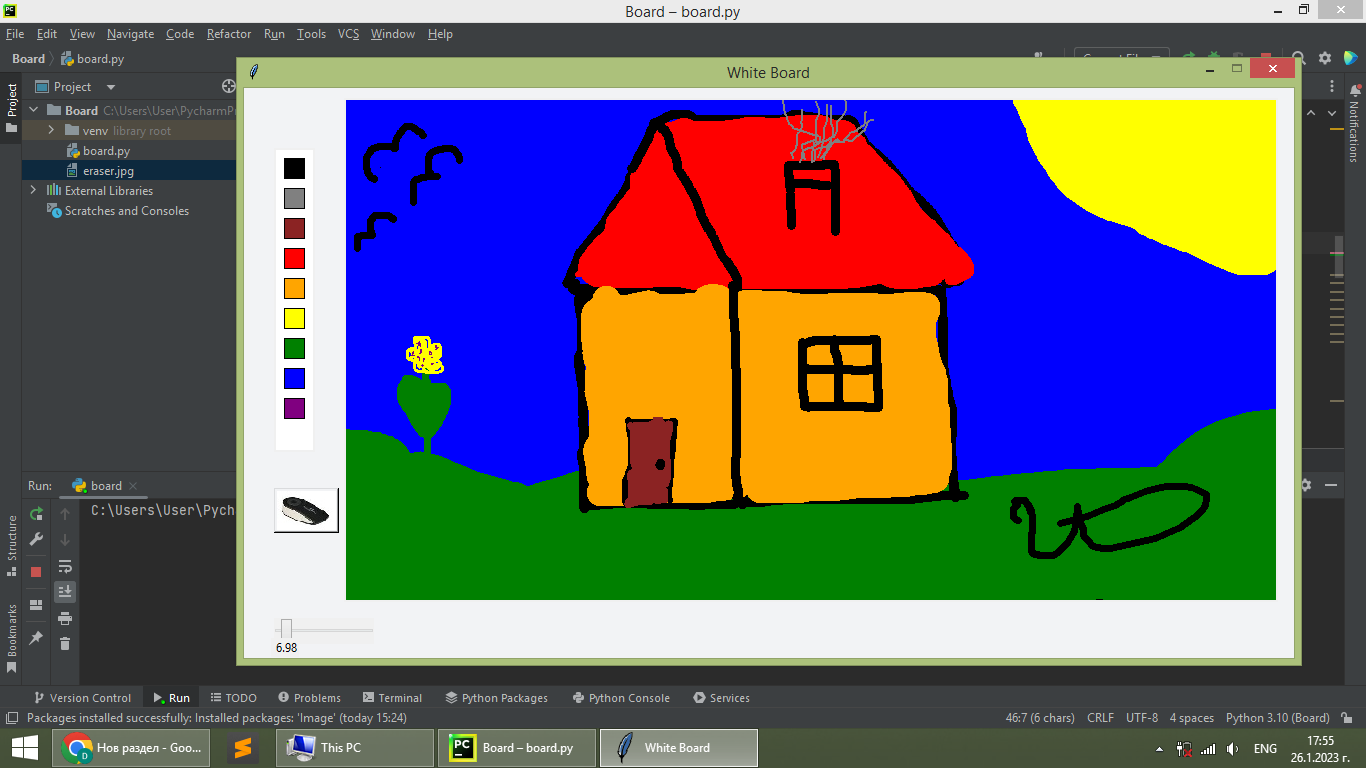 Board – board.py
File Edit View Navigate Code Refactor Run Tools VCS Window Help
Board board.py
White Board
Project
Project
Board C:\Users\User\PycharmPr
venv library root
board.py
eraser.jpg
External Libraries
Scratches and Consoles
Notifications
Run: board
C:\Users\User\Pycha
Structure
Bookmarks
6.98
Version Control Run TODO Problems Terminal Python Packages Python Console Services
Packages installed successfully: Installed packages: 'Image' (today 15:24)
46:7 (6 chars) CRLF UTF-8 4 spaces Python 3.10 (Board)
Нов раздел - Goo... This PC Board – board.py White Board
ENG
17:55
26.1.2023 г.